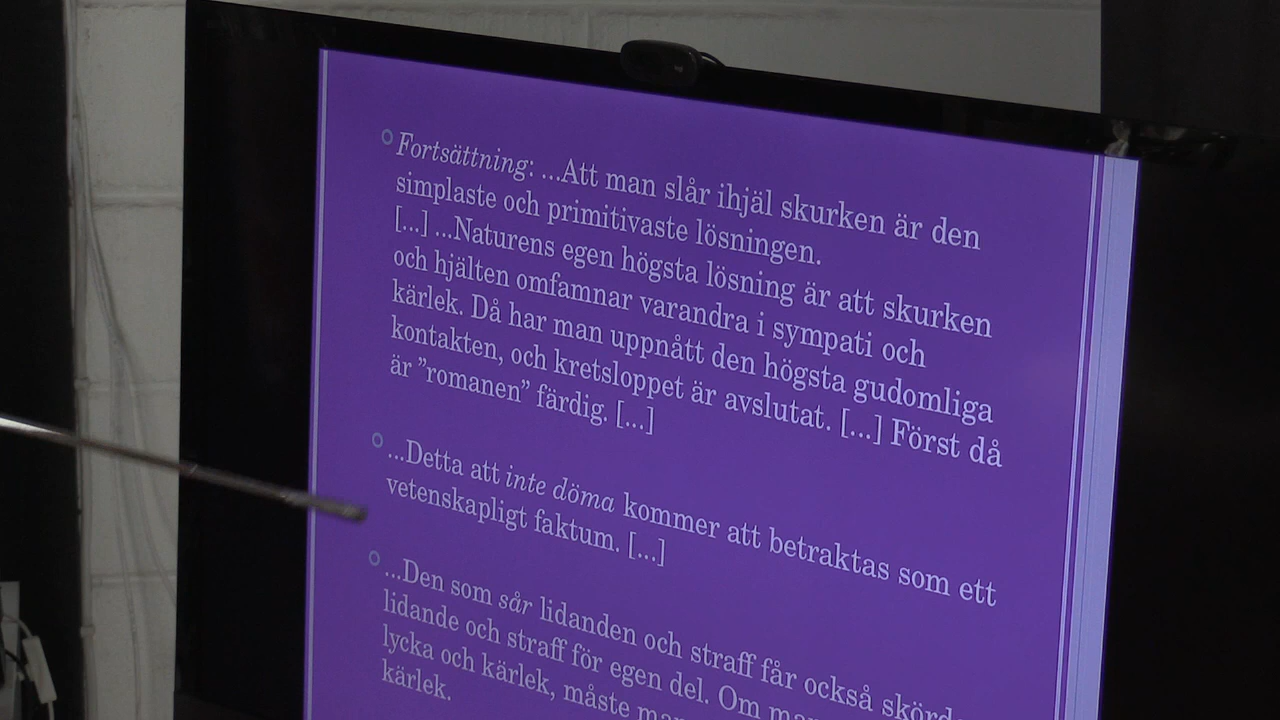 Fortsättning: ...Att man slår ihjäl skurken är den
simplaste och primitivaste lösningen.
[...] ...Naturens egen högsta lösning är att skurken
och hjälten omfamnar varandra i sympati och
kärlek. Då har man uppnått den högsta gudomliga
kontakten, och kretsloppet är avslutat. [...] Först då
är ”romanen” färdig. [...]
...Detta att inte döma kommer att betraktas som ett
vetenskapligt faktum. [...]
...Den som sår lidanden och straff får också
lidande och straff för egen del. Om
lycka och kärlek, måste
kärlek.